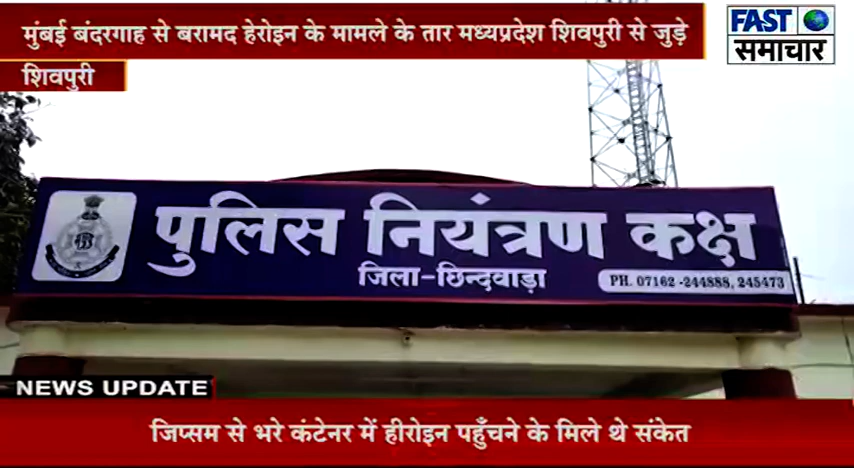 मुंबई बंदरगाह से बरामद हेरोइन के मामले के तार मध्यप्रदेश शिवपुरी से जुड़े
FAST
समाचार
शिवपुरी
पुलिस नियंत्रण कक्ष
जिला-छिन्दवाड़ा
PH. 07162 -244888, 245473
NEWS UPDATE
जिप्सम से भरे कंटेनर में हीरोइन पहुँचने के मिले थे संकेत